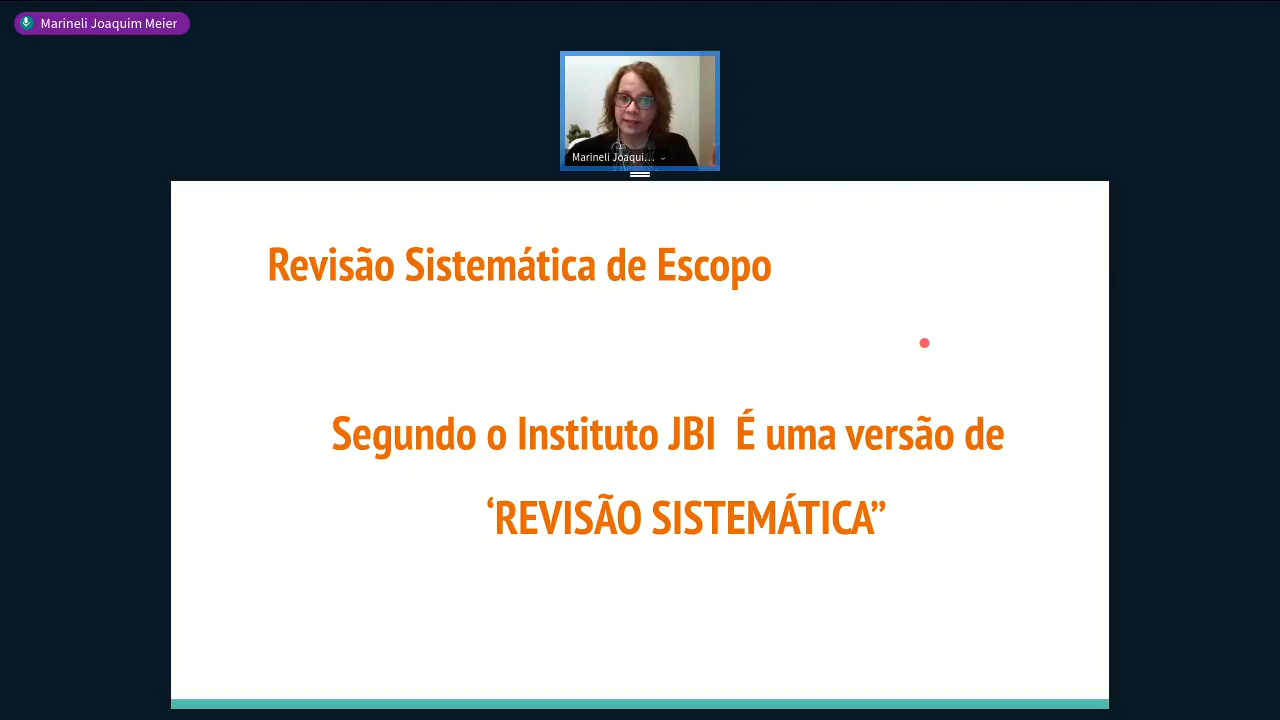 Marineli Joaquim Meier
Marineli Joaqui...
Revisão Sistemática de Escopo
Segundo o Instituto JBI  É uma versão de
‘REVISÃO SISTEMÁTICA”